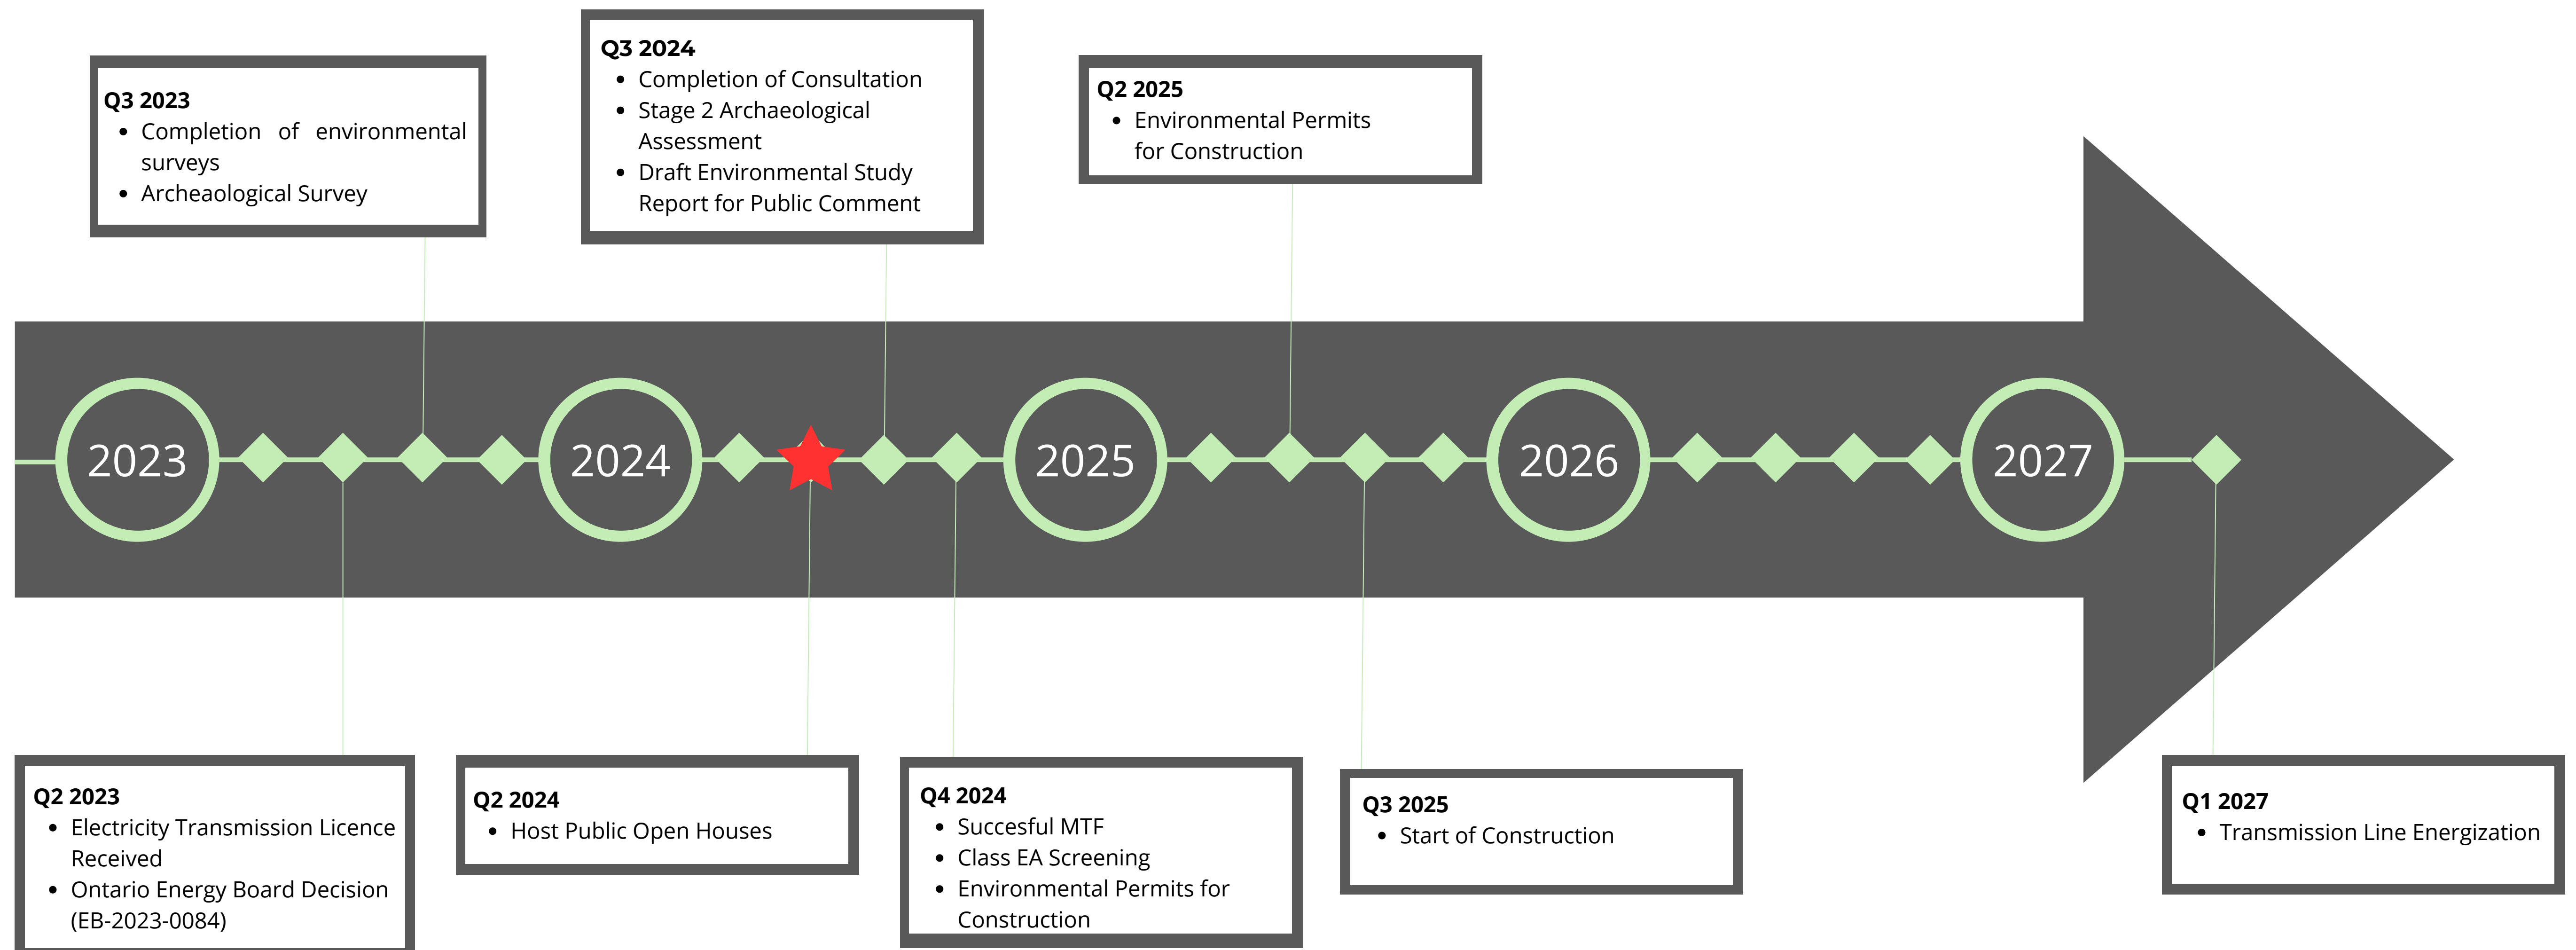 Q3 2023
• Completion of environmental
surveys
• Archeaological Survey
Q3 2024
• Completion of Consultation
• Stage 2 Archaeological
Assessment
• Draft Environmental Study
Report for Public Comment
Q2 2025
• Environmental Permits
for Construction
2023
2024
2025
2026
2027
Q2 2023
• Electricity Transmission Licence
Received
• Ontario Energy Board Decision
(EB-2023-0084)
Q2 2024
• Host Public Open Houses
Q4 2024
• Succesful MTF
• Class EA Screening
• Environmental Permits for
Construction
Q3 2025
• Start of Construction
Q1 2027
• Transmission Line Energization